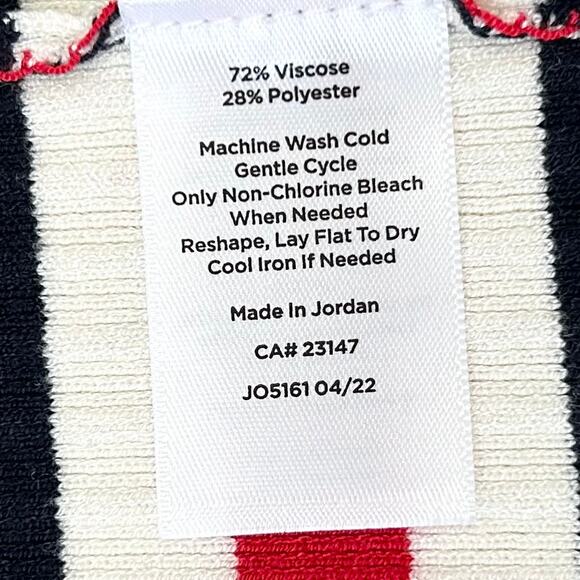 72% Viscose
28% Polyester
Machine Wash Cold
Gentle Cycle
Only Non-Chlorine Bleach
When Needed
Reshape, Lay Flat To Dry
Cool Iron If Needed
Made In Jordan
CA# 23147
JO5161 04/22